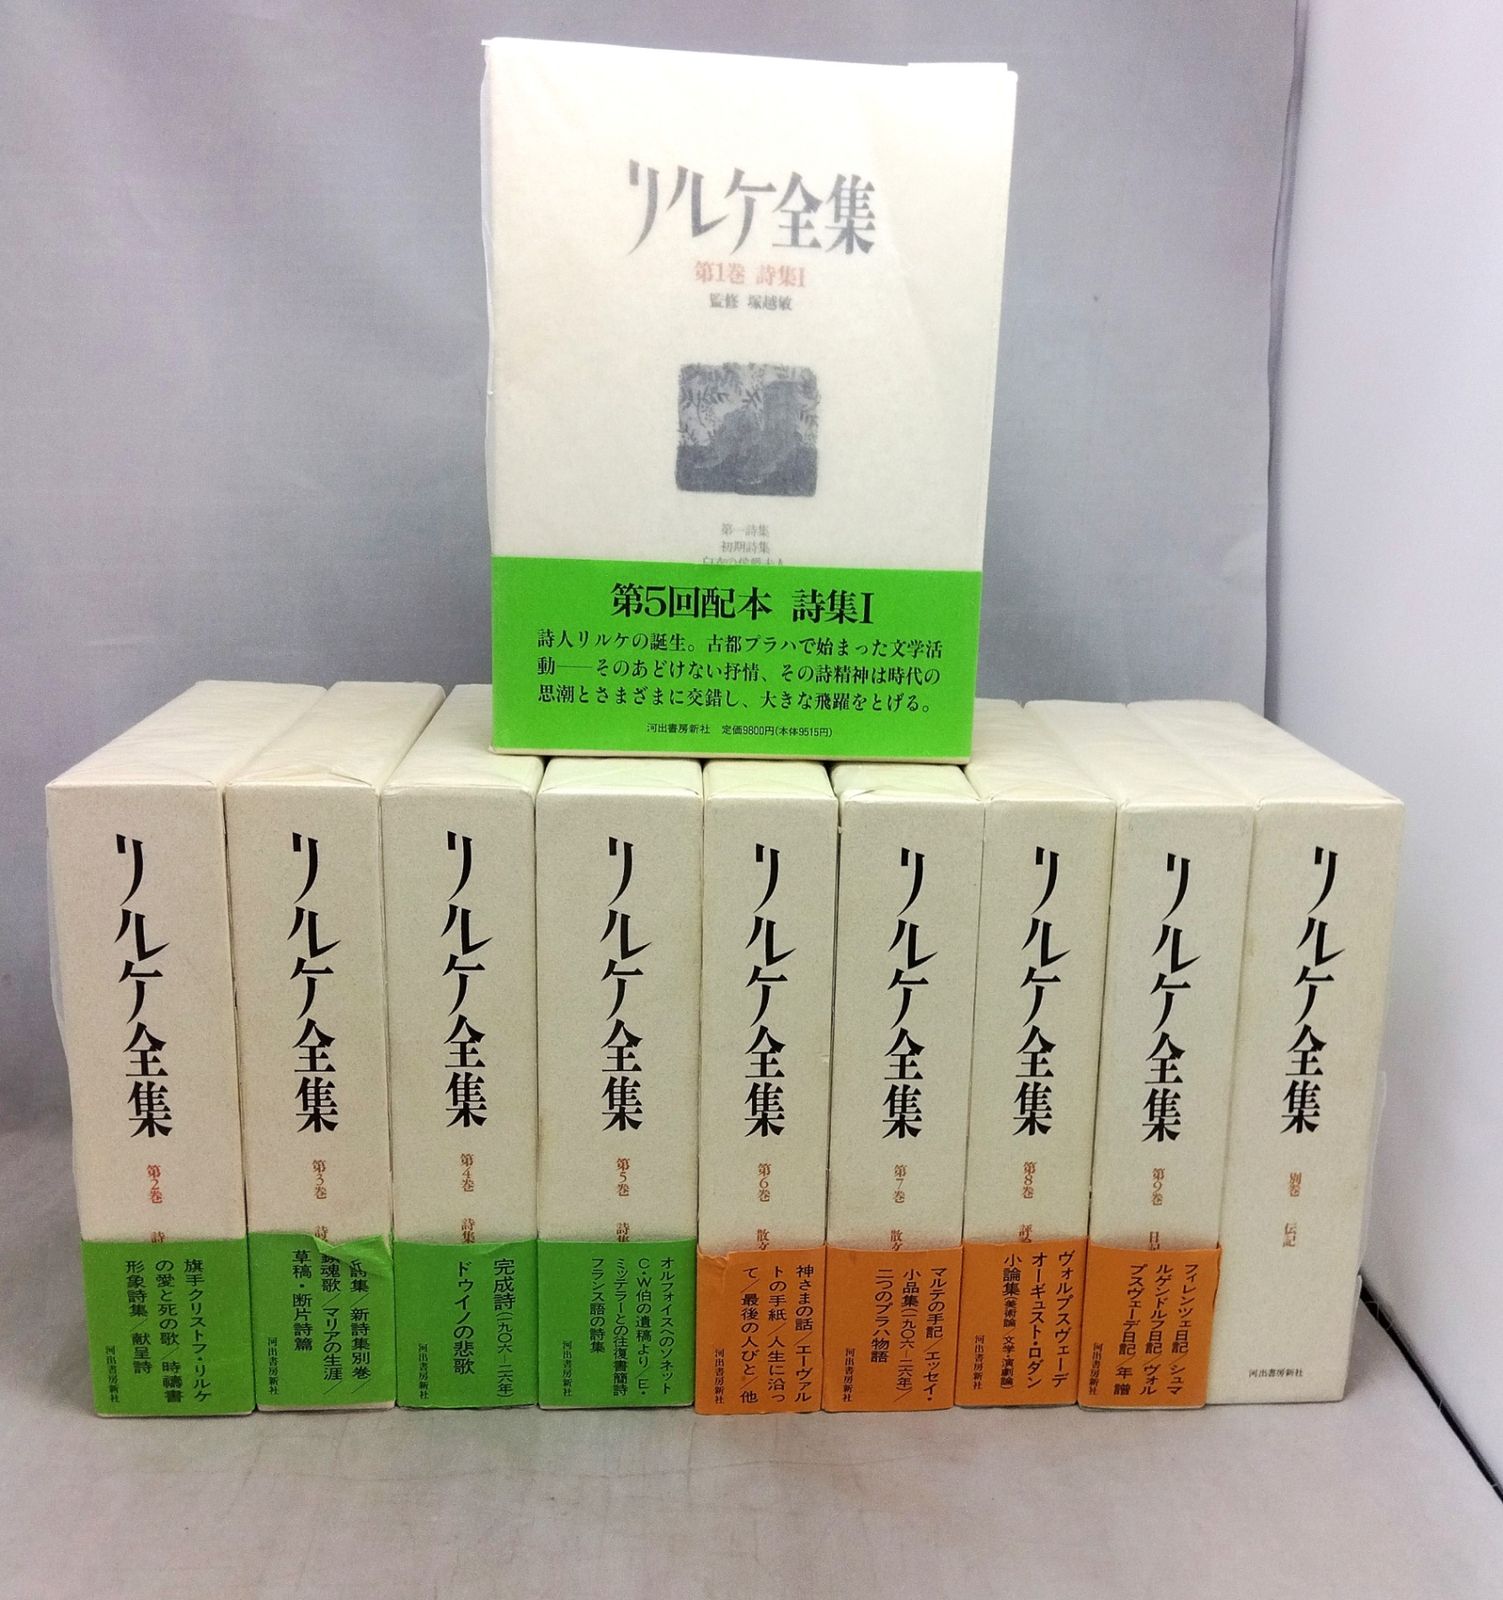 リルケ全集
第1巻 詩集I
監修 塚越敏
第一詩集
初期詩集
第5回配本 詩集I
詩人リルケの誕生。古都プラハで始まった文学活
動――そのあどけない抒情、その詩精神は時代の
思潮とさまざまに交錯し、大きな飛躍をとげる。
河出書房新社 定価9800円(本体9515円)
リルケ全集
第2巻 詩
旗手クリストフ・リルケ
の愛と死の歌/時禱書
形象詩集/献呈詩
河出書房新社
リルケ全集
第3巻 詩
詩集 新詩集別巻/
鎮魂歌/マリアの生涯/
草稿・断片詩篇
河出書房新社
リルケ全集
第4巻 詩集
完成詩(一九〇六―二六年)
ドゥイノの悲歌
河出書房新社
リルケ全集
第5巻 詩集
オルフォイスへのソネット
C・W伯の遺稿より/E・
ミッテラーとの往復書簡詩
フランス語の詩集
河出書房新社
リルケ全集
第6巻 散文
神さまの話/エーヴァル
トの手紙/人生に沿っ
て/最後の人びと/他
河出書房新社
リルケ全集
第7巻 散文
マルテの手記/エッセイ・
小品集(一九〇六―二六年)/
二つのプラハ物語
河出書房新社
リルケ全集
第8巻 評論
ヴォルプスヴェーデ
オーギュスト・ロダン
小論集(美術論/文学・演劇論)
河出書房新社
リルケ全集
第9巻 日記
フィレンツェ日記/シュマ
ルゲンドルフ日記/ヴォル
プスヴェーデ日記/年譜
河出書房新社
リルケ全集
別巻 伝記
河出書房新社